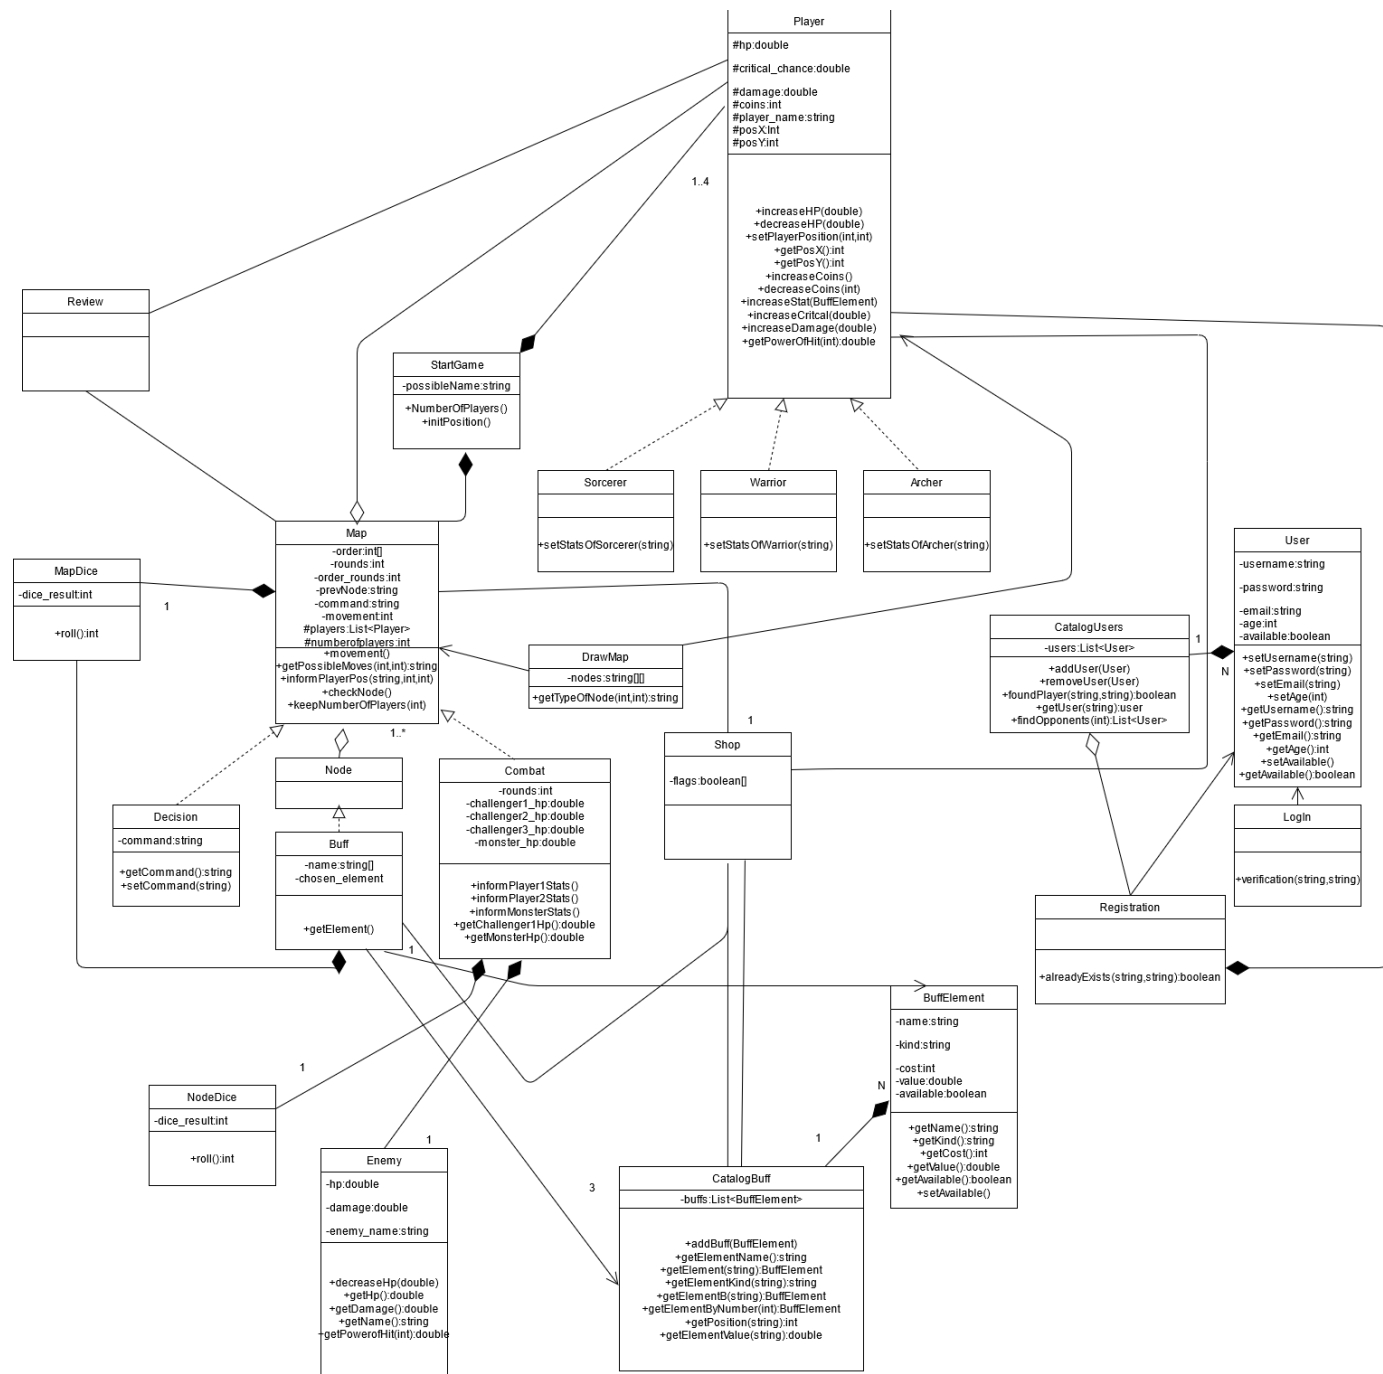 Player
#hp:double
#critical_chance:double
#damage:double
#coins:int
#player_name:string
#posX:Int
#posY:int
+increaseHP(double)
+decreaseHP(double)
+setPlayerPosition(int,int)
+getPosX():int
+getPosY():int
+increaseCoins()
+decreaseCoins(int)
+increaseStat(BuffElement)
+increaseCritcal(double)
+increaseDamage(double)
+getPowerOfHit(int):double
1..4
Review
StartGame
-possibleName:string
+NumberOfPlayers()
+initPosition()
Sorcerer
+setStatsOfSorcerer(string)
Warrior
+setStatsOfWarrior(string)
Archer
+setStatsOfArcher(string)
Map
-order:int[]
-rounds:int
-order_rounds:int
-prevNode:string
-command:string
-movement:int
#players:List<Player>
#numberofplayers:int
+movement()
+getPossibleMoves(int,int):string
+informPlayerPos(string,int,int)
+checkNode()
+keepNumberOfPlayers(int)
MapDice
-dice_result:int
+roll():int
1
DrawMap
-nodes:string[][]
+getTypeOfNode(int,int):string
CatalogUsers
-users:List<User>
+addUser(User)
+removeUser(User)
+foundPlayer(string,string):boolean
+getUser(string):user
+findOpponents(int):List<User>
1
N
User
-username:string
-password:string
-email:string
-age:int
-available:boolean
+setUsername(string)
+setPassword(string)
+setEmail(string)
+setAge(int)
+getUsername():string
+getPassword():string
+getEmail():string
+getAge():int
+setAvailable()
+getAvailable():boolean
1..*
1
Node
Shop
-flags:boolean[]
Combat
-rounds:int
-challenger1_hp:double
-challenger2_hp:double
-challenger3_hp:double
-monster_hp:double
+informPlayer1Stats()
+informPlayer2Stats()
+informMonsterStats()
+getChallenger1Hp():double
+getMonsterHp():double
Decision
-command:string
+getCommand():string
+setCommand(string)
Buff
-name:string[]
-chosen_element
+getElement()
LogIn
+verification(string,string)
Registration
+alreadyExists(string,string):boolean
1
BuffElement
-name:string
-kind:string
-cost:int
-value:double
-available:boolean
+getName():string
+getKind():string
+getCost():int
+getValue():double
+getAvailable():boolean
+setAvailable()
1
N
1
NodeDice
-dice_result:int
+roll():int
1
Enemy
-hp:double
-damage:double
-enemy_name:string
+decreaseHp(double)
+getHp():double
+getDamage():double
+getName():string
+getPowerofHit(int):double
3
CatalogBuff
-bufs:List<BuffElement>
+addBuff(BuffElement)
+getElementName():string
+getElement(string):BuffElement
+getElementKind(string):string
+getElementB(string):BuffElement
+getElementByNumber(int):BuffElement
+getPosition(string):int
+getElementValue(string):double